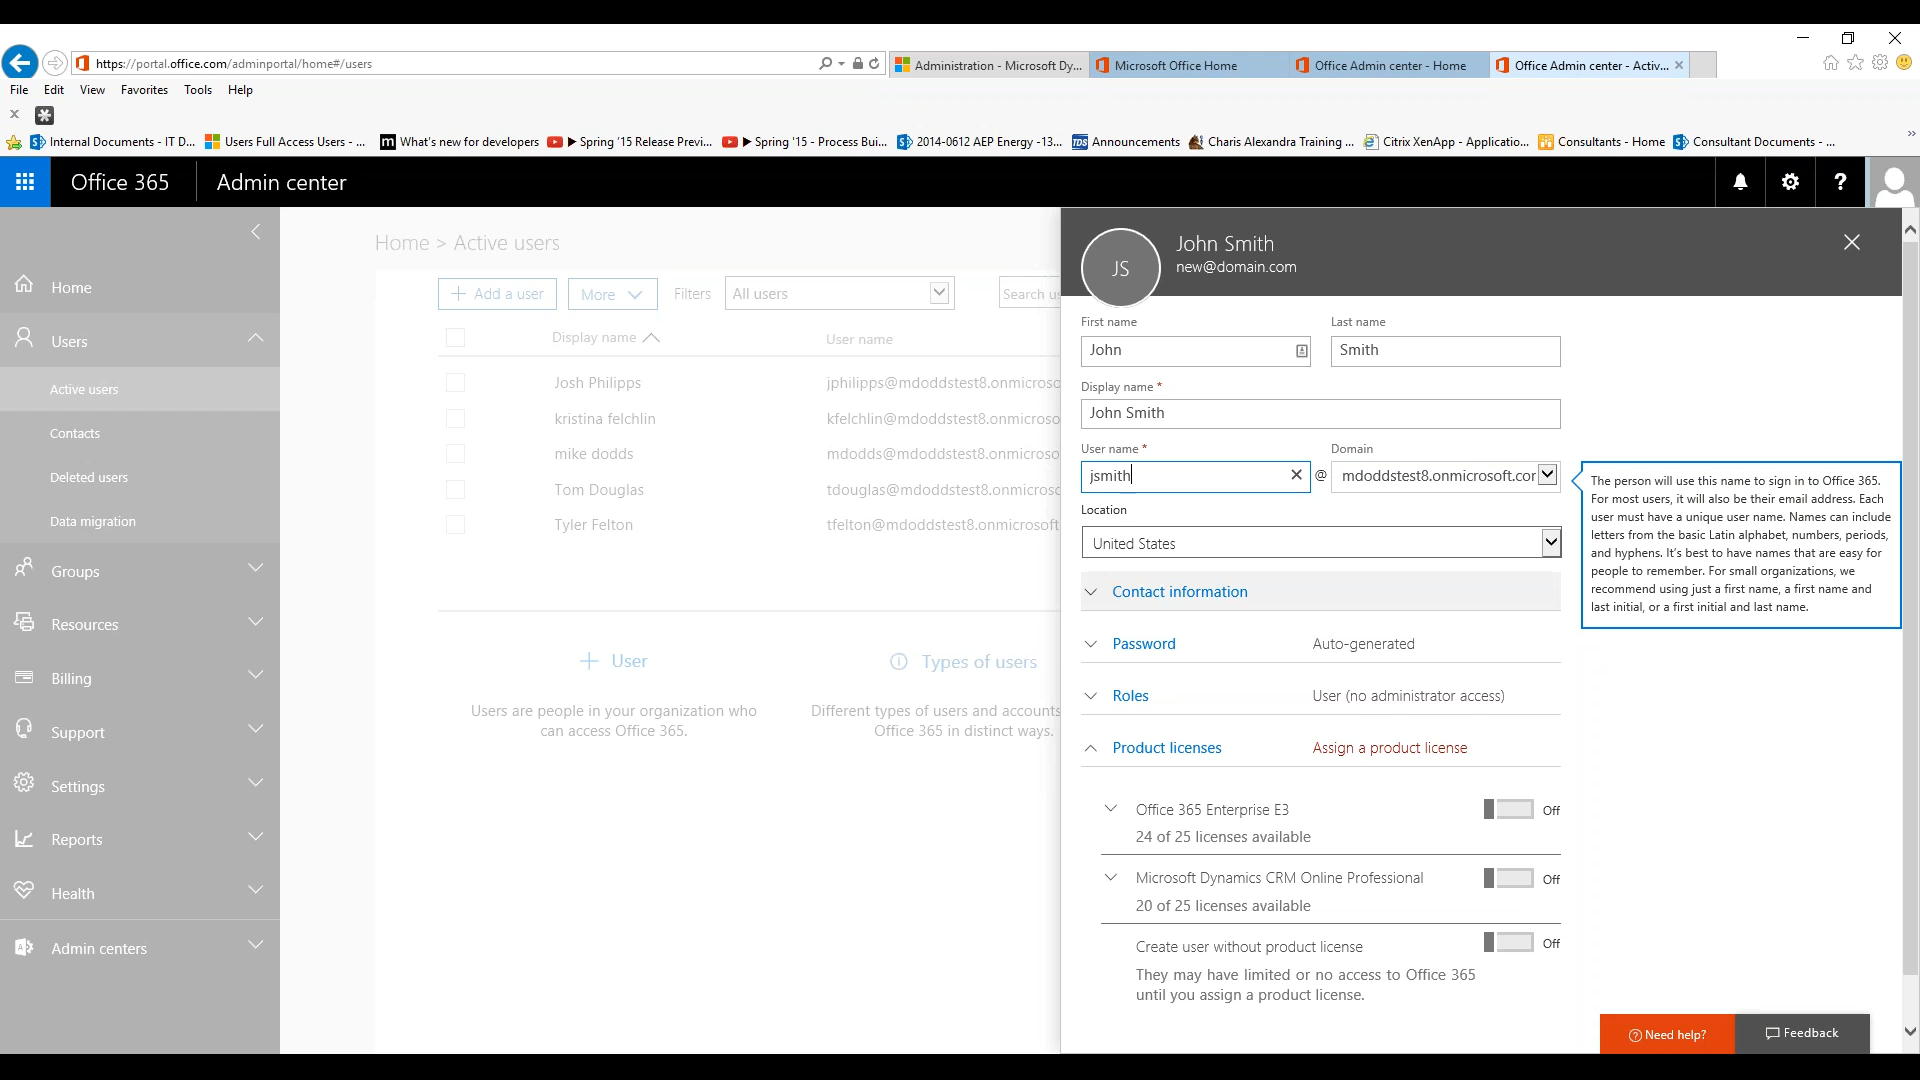 https://portal.office.com/adminportal/home#/users
Administration - Microsoft Dy...
Microsoft Office Home
Office Admin center - Home
Office Admin center - Activ...
File Edit View Favorites Tools Help
Internal Documents - IT D...
Users Full Access Users - ...
What's new for developers
Spring '15 Release Previ...
Spring '15 - Process Bui...
2014-0612 AEP Energy -13...
Announcements
Charis Alexandra Training ...
Citrix XenApp - Applicatio...
Consultants - Home
Consultant Documents - ...
Office 365
Admin center
Home
Users
Active users
Contacts
Deleted users
Data migration
Groups
Resources
Billing
Support
Settings
Reports
Health
Admin centers
Home > Active users
Add a user
More
Filters
All users
Search us
Display name
User name
Josh Philipps jphilipps@mdoddstest8.onmicroso
kristina felchlin kfelchlin@mdoddstest8.onmicroso
mike dodds mdodds@mdoddstest8.onmicroso
Tom Douglas tdouglas@mdoddstest8.onmicrosc
Tyler Felton tfelton@mdoddstest8.onmicrosoft
+ User
Users are people in your organization who
can access Office 365.
Types of users
Different types of users and accounts
Office 365 in distinct ways.
JS
John Smith
new@domain.com
First name
John
Last name
Smith
Display name *
John Smith
User name *
jsmith
@
Domain
mdoddstest8.onmicrosoft.cor
Location
United States
Contact information
Password Auto-generated
Roles User (no administrator access)
Product licenses Assign a product license
Office 365 Enterprise E3 Off
24 of 25 licenses available
Microsoft Dynamics CRM Online Professional Off
20 of 25 licenses available
Create user without product license Off
They may have limited or no access to Office 365
until you assign a product license.
The person will use this name to sign in to Office 365.
For most users, it will also be their email address. Each
user must have a unique user name. Names can include
letters from the basic Latin alphabet, numbers, periods,
and hyphens. It's best to have names that are easy for
people to remember. For small organizations, we
recommend using just a first name, a first name and
last initial, or a first initial and last name.
Need help?
Feedback